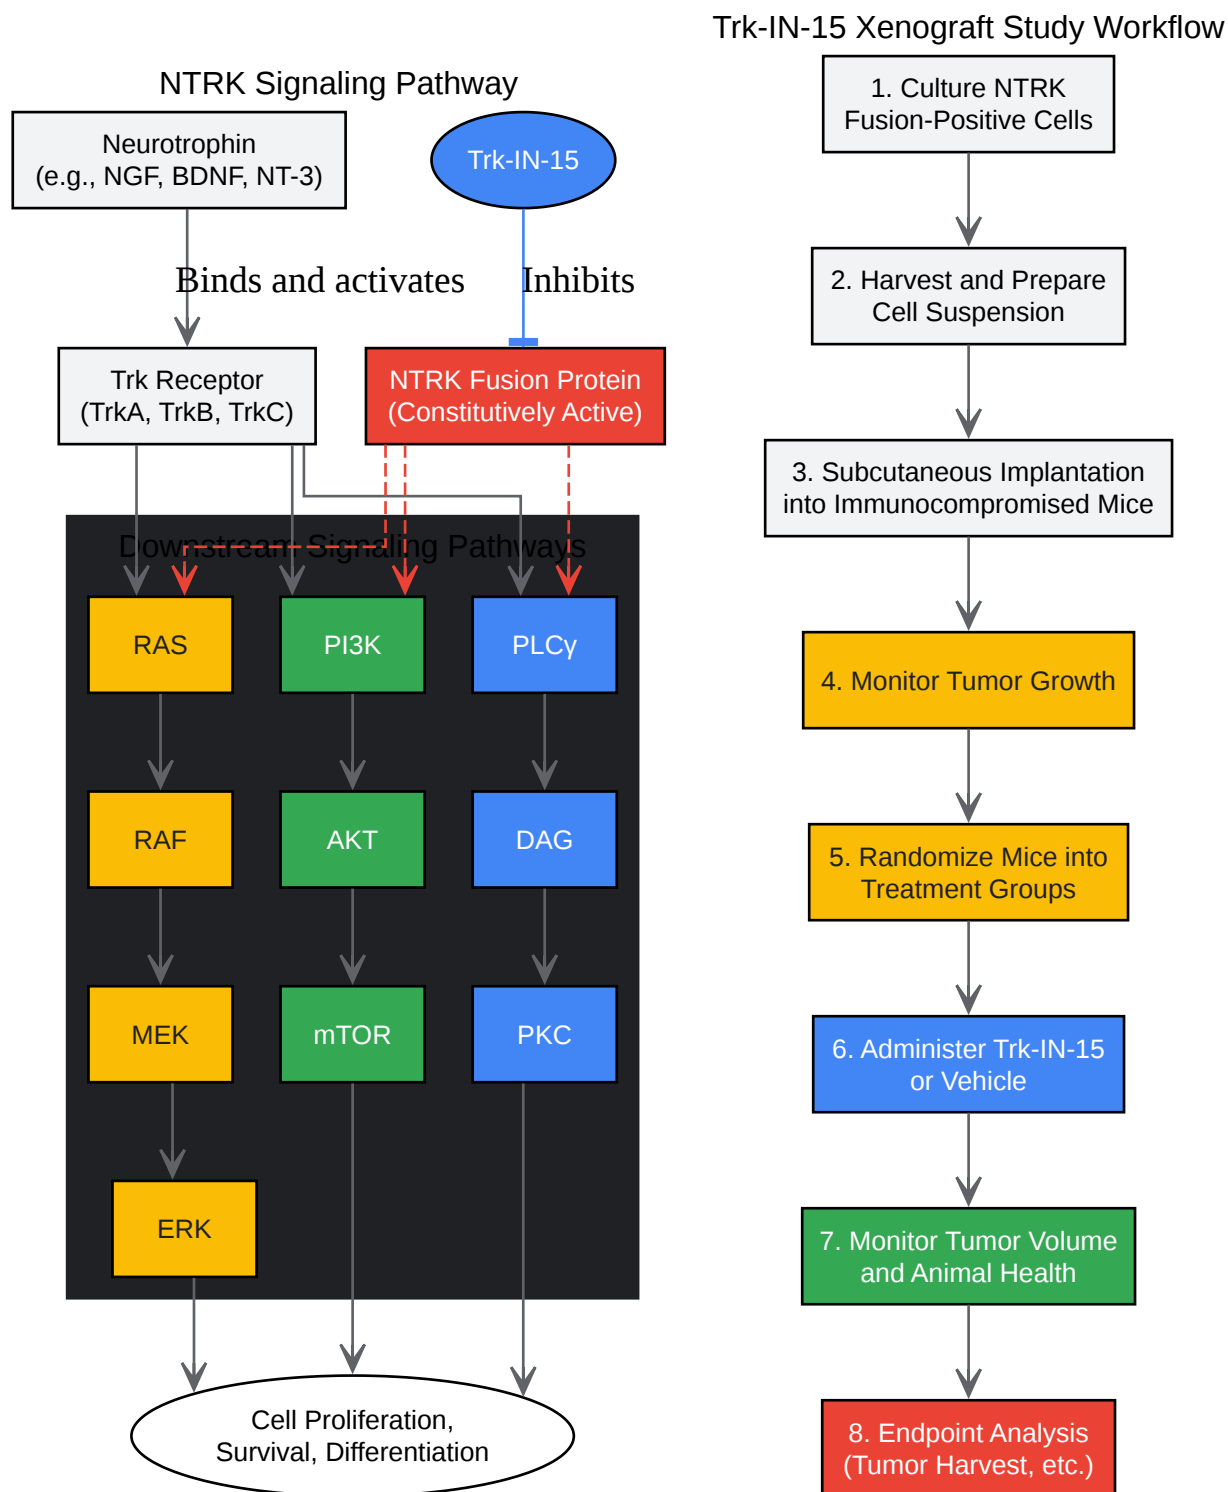 NTRK Signaling Pathway
Neurotrophin
(e.g., NGF, BDNF, NT-3)
Trk-IN-15
Binds and activates
Inhibits
Trk Receptor
(TrkA, TrkB, TrkC)
NTRK Fusion Protein
(Constitutively Active)
Downstream Signaling Pathways
RAS
PI3K
PLCγ
RAF
AKT
DAG
MEK
mTOR
PKC
ERK
Cell Proliferation,
Survival, Differentiation
Trk-IN-15 Xenograft Study Workflow
1. Culture NTRK
Fusion-Positive Cells
2. Harvest and Prepare
Cell Suspension
3. Subcutaneous Implantation
into Immunocompromised Mice
4. Monitor Tumor Growth
5. Randomize Mice into
Treatment Groups
6. Administer Trk-IN-15
or Vehicle
7. Monitor Tumor Volume
and Animal Health
8. Endpoint Analysis
(Tumor Harvest, etc.)